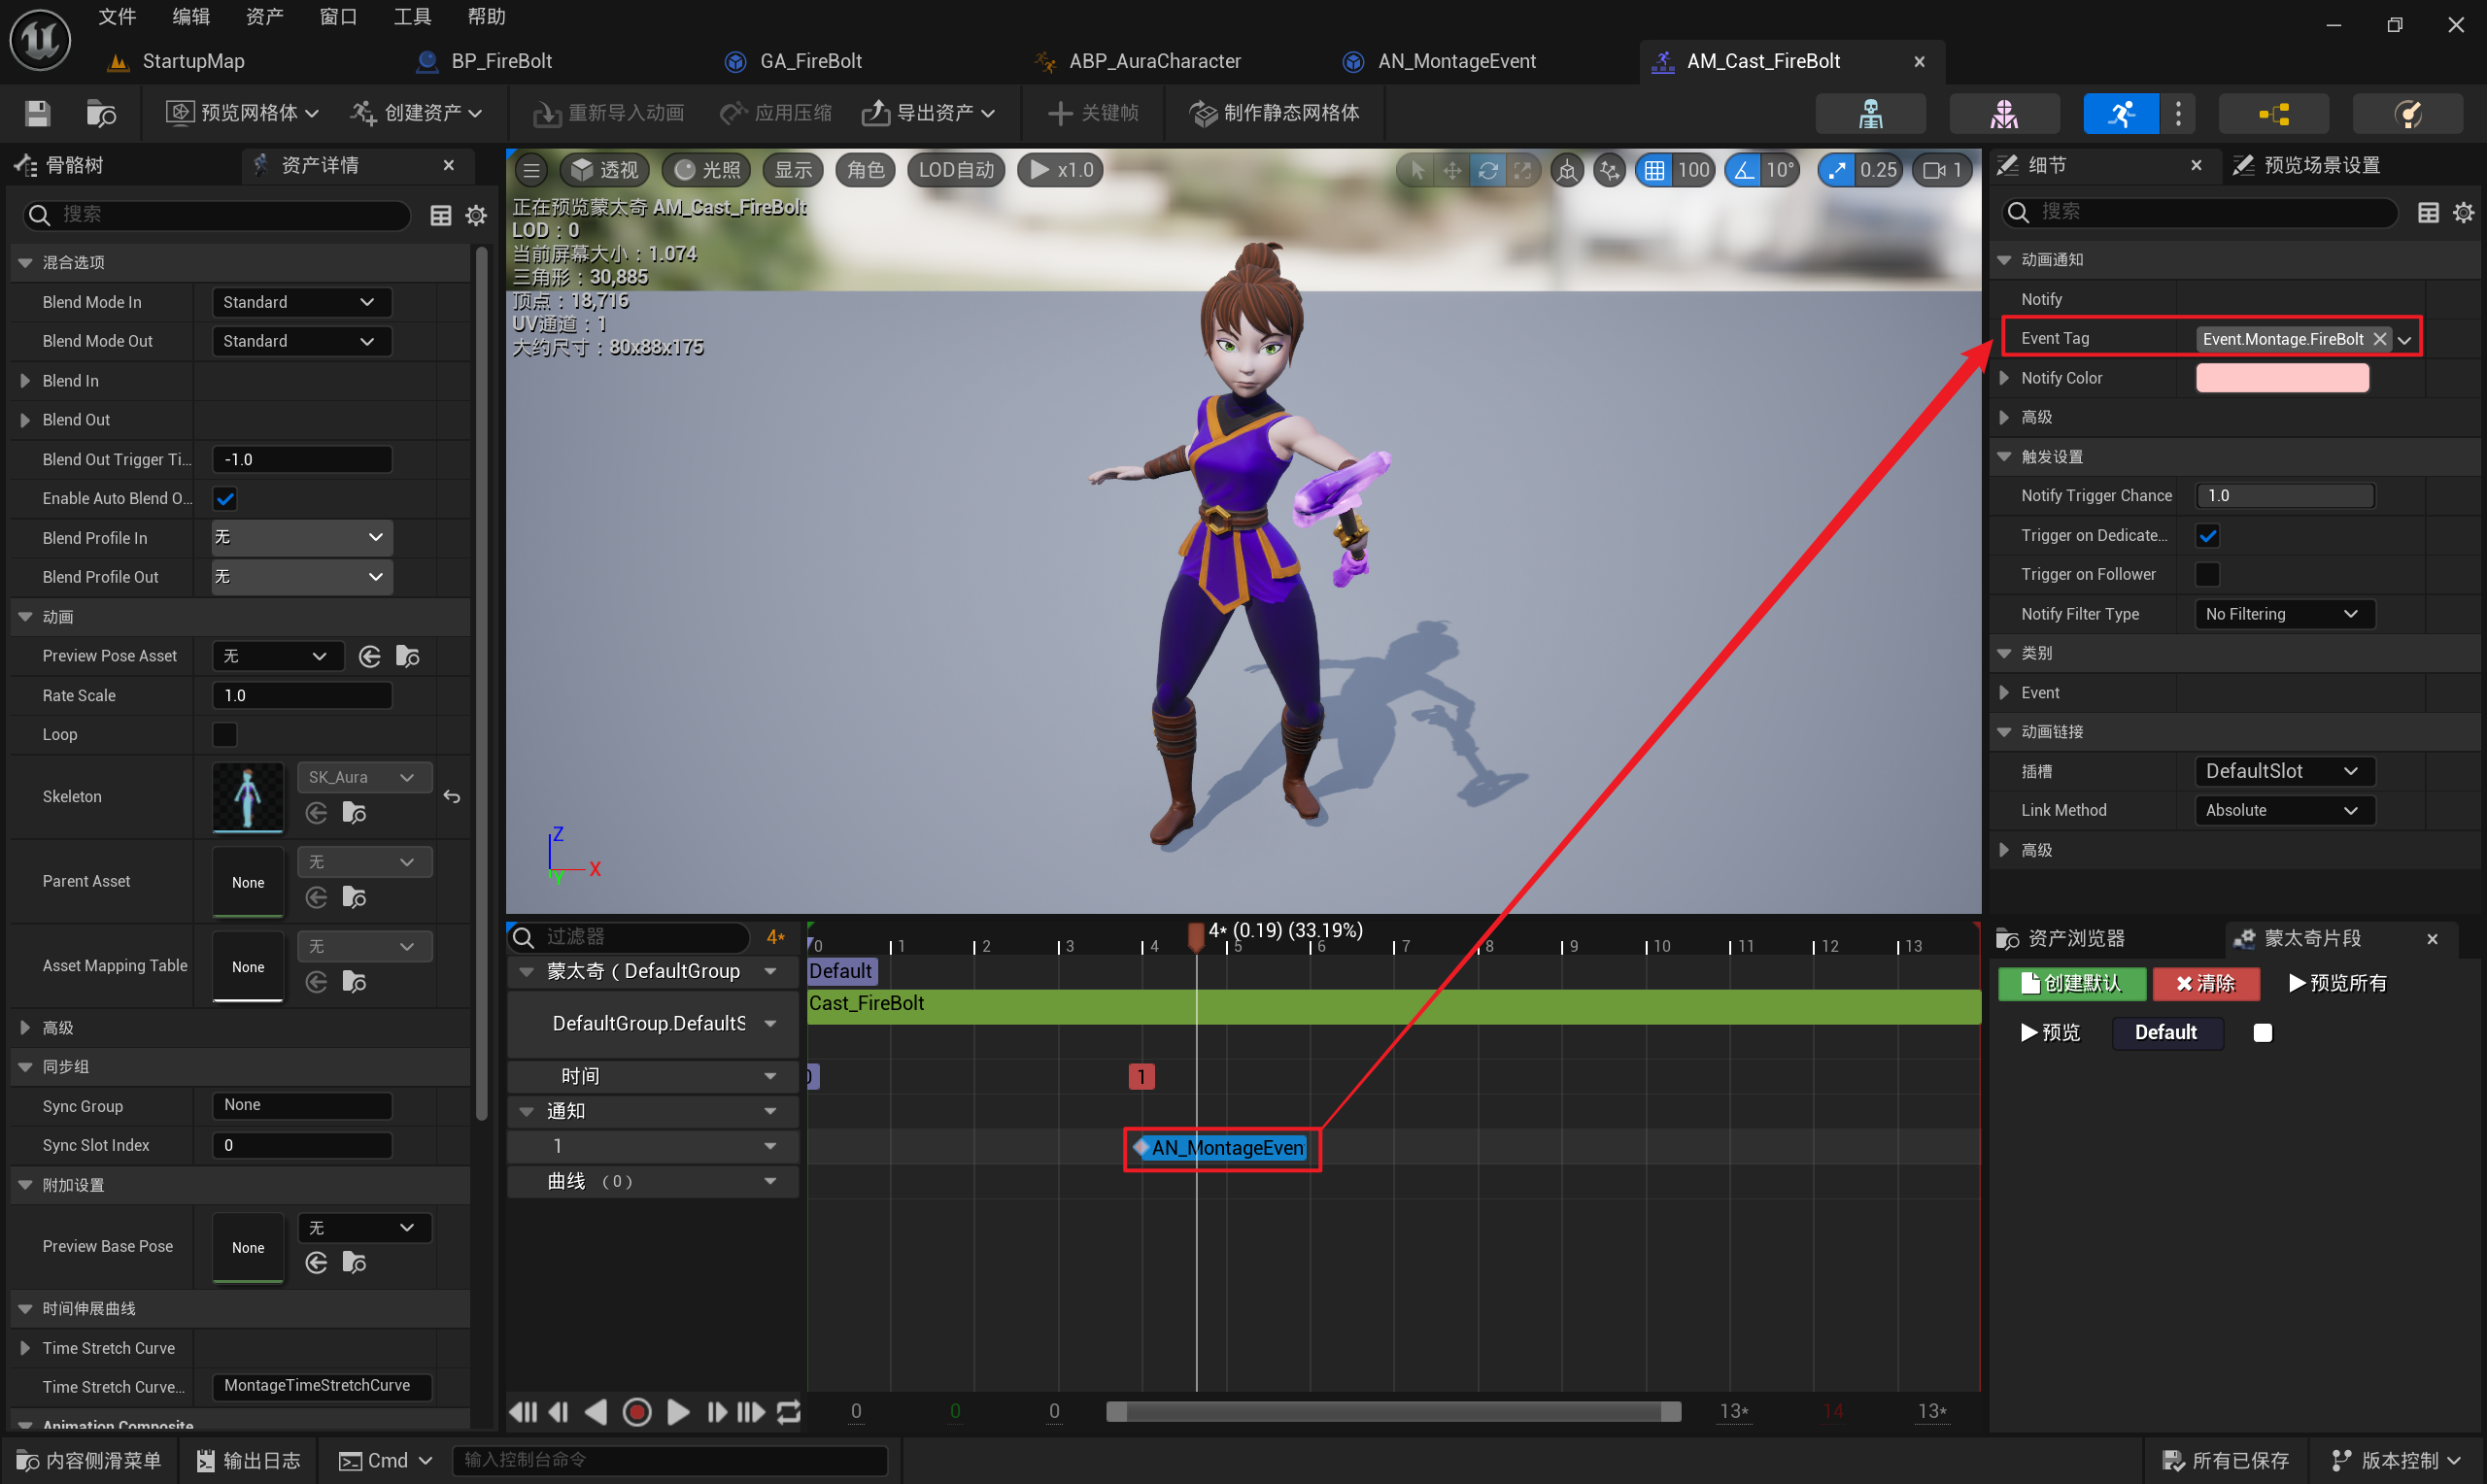 文件 编辑 资产 窗口 工具 帮助
StartupMap BP_FireBolt GA_FireBolt ABP_AuraCharacter AN_MontageEvent AM_Cast_FireBolt
预览网格体 创建资产 重新导入动画 应用压缩 导出资产 关键帧 制作静态网格体
骨骼树 资产详情
搜索
混合选项
Blend Mode In Standard
Blend Mode Out Standard
Blend In
Blend Out
Blend Out Trigger Ti... -1.0
Enable Auto Blend O...
Blend Profile In 无
Blend Profile Out 无
动画
Preview Pose Asset 无
Rate Scale 1.0
Loop
Skeleton SK_Aura
Parent Asset None 无
Asset Mapping Table None 无
高级
同步组
Sync Group None
Sync Slot Index 0
附加设置
Preview Base Pose None 无
时间伸展曲线
Time Stretch Curve
Time Stretch Curve... MontageTimeStretchCurve
Animation Composite
透视 光照 显示 角色 LOD自动 x1.0 100 10° 0.25 1
正在预览蒙太奇 AM_Cast_FireBolt
LOD：0
当前屏幕大小：1.074
三角形：30,885
顶点：18,716
UV通道：1
大约尺寸：80x88x175
Z
X
Y
过滤器 4* 4* (0.19) (33.19%)
0 1 2 3 4 5 6 7 8 9 10 11 12 13
蒙太奇（DefaultGroup Default
Cast_FireBolt
DefaultGroup.DefaultS
时间 1
通知
1 AN_MontageEven
曲线 （0）
0 0 0 13* 14 13*
细节 预览场景设置
搜索
动画通知
Notify
Event Tag Event.Montage.FireBolt
Notify Color
高级
触发设置
Notify Trigger Chance 1.0
Trigger on Dedicate...
Trigger on Follower
Notify Filter Type No Filtering
类别
Event
动画链接
插槽 DefaultSlot
Link Method Absolute
高级
资产浏览器 蒙太奇片段
创建默认 清除 预览所有
预览 Default
内容侧滑菜单 输出日志 Cmd 输入控制台命令 所有已保存 版本控制